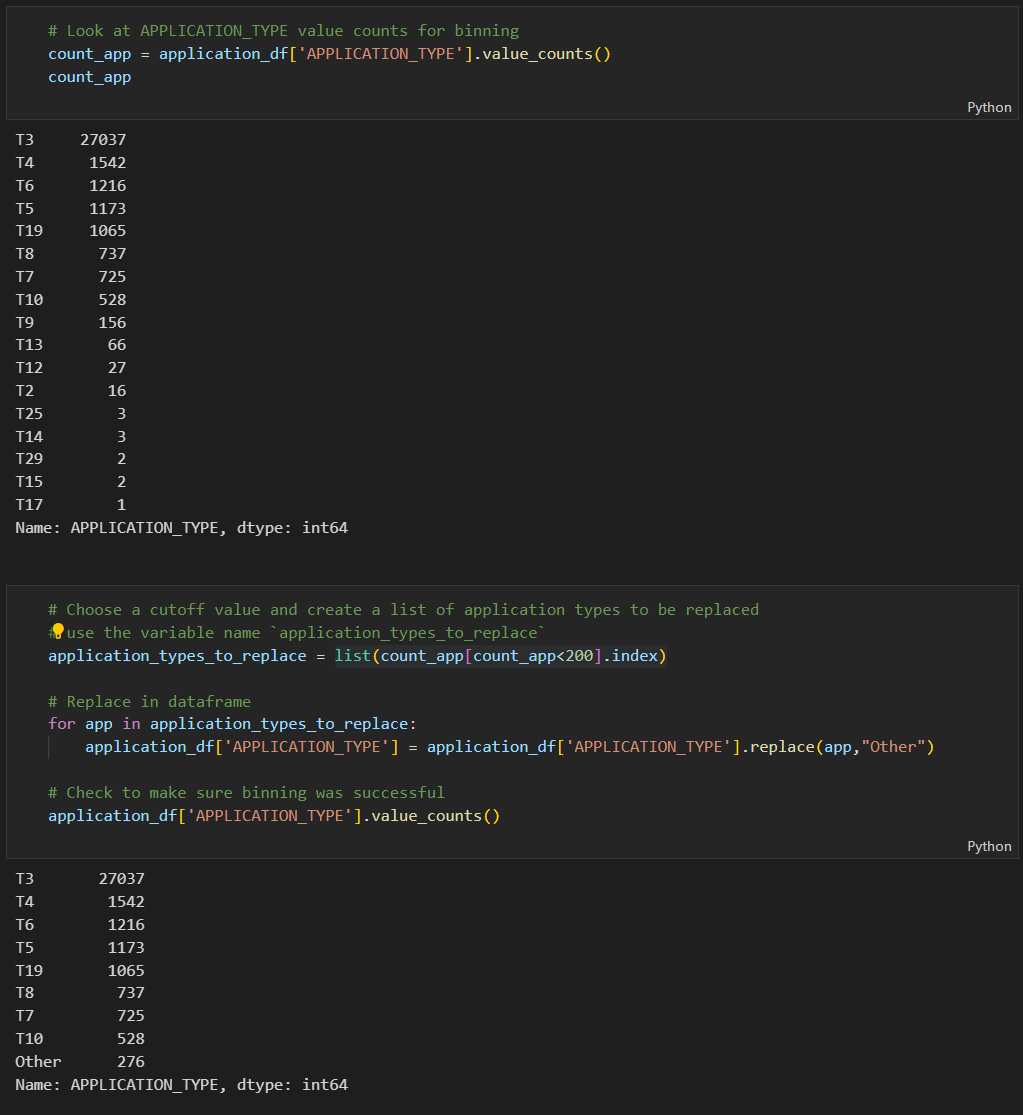 # Look at APPLICATION_TYPE value counts for binning
count_app = application_df['APPLICATION_TYPE'].value_counts()
count_app
Python
T3 27037
T4 1542
T6 1216
T5 1173
T19 1065
T8 737
T7 725
T10 528
T9 156
T13 66
T12 27
T2 16
T25 3
T14 3
T29 2
T15 2
T17 1
Name: APPLICATION_TYPE, dtype: int64
# Choose a cutoff value and create a list of application types to be replaced
# use the variable name `application_types_to_replace`
application_types_to_replace = list(count_app[count_app<200].index)
# Replace in dataframe
for app in application_types_to_replace:
    application_df['APPLICATION_TYPE'] = application_df['APPLICATION_TYPE'].replace(app,"Other")
# Check to make sure binning was successful
application_df['APPLICATION_TYPE'].value_counts()
Python
T3 27037
T4 1542
T6 1216
T5 1173
T19 1065
T8 737
T7 725
T10 528
Other 276
Name: APPLICATION_TYPE, dtype: int64